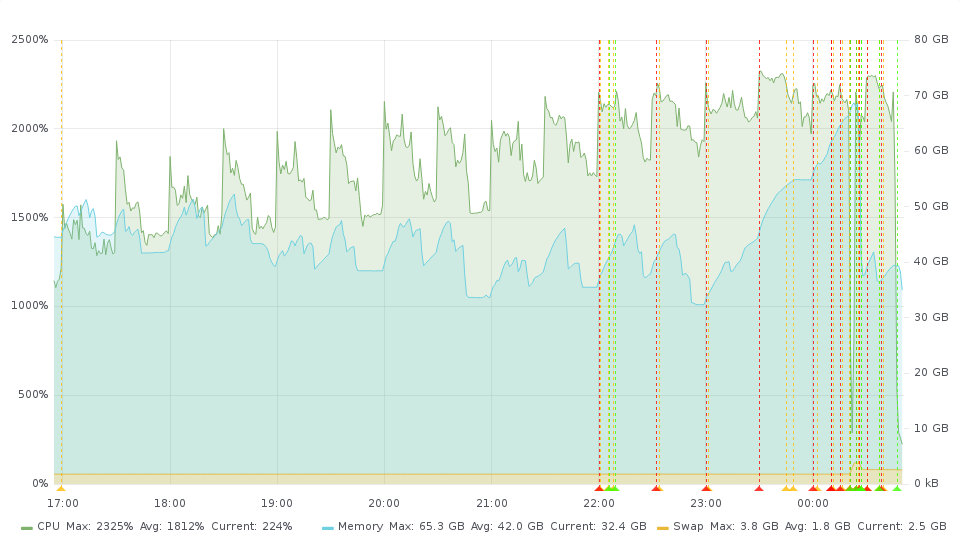 2500%
2000%
1500%
1000%
500%
0%
80 GB
70 GB
60 GB
50 GB
40 GB
30 GB
20 GB
10 GB
0 kB
17:00 18:00 19:00 20:00 21:00 22:00 23:00 00:00
CPU Max: 2325% Avg: 1812% Current: 224% Memory Max: 65.3 GB Avg: 42.0 GB Current: 32.4 GB Swap Max: 3.8 GB Avg: 1.8 GB Current: 2.5 GB